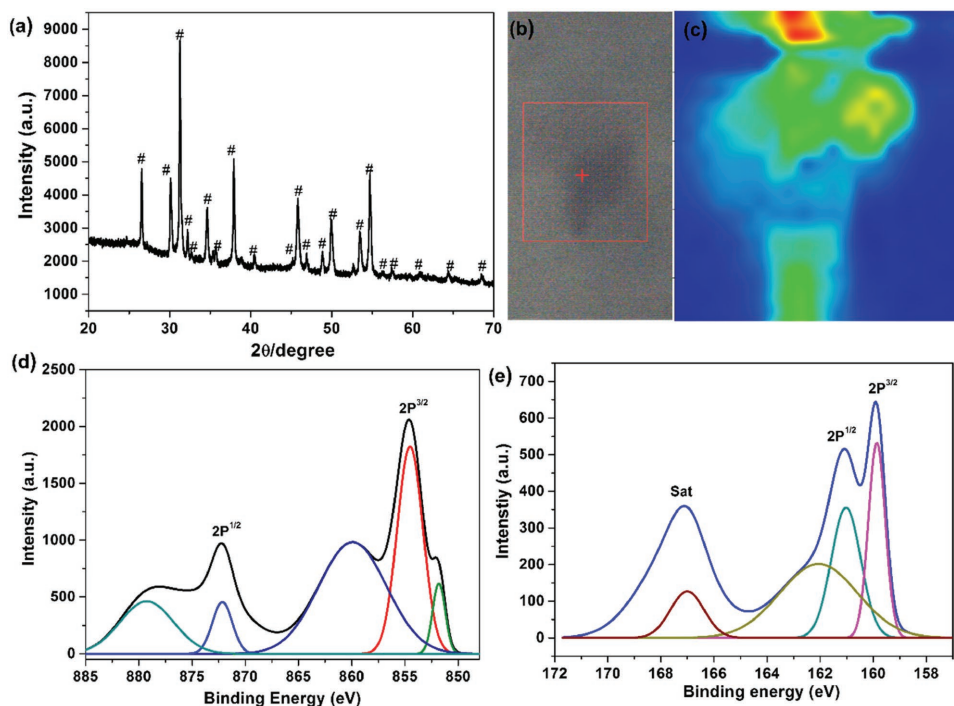 (a)
9000
8000
7000
6000
5000
4000
3000
2000
1000
Intensity (a.u.)
# # # # # # # # # # # # # # # # # # # # #
20 30 40 50 60 70
2θ/degree
(b)
(c)
(d)
2500
2000
1500
1000
500
0
Intensity (a.u.)
2P3/2
2P1/2
885 880 875 870 865 860 855 850
Binding Energy (eV)
(e)
700
600
500
400
300
200
100
0
Intenstiy (a.u.)
2P3/2
2P1/2
Sat
172 170 168 166 164 162 160 158
Binding energy (eV)